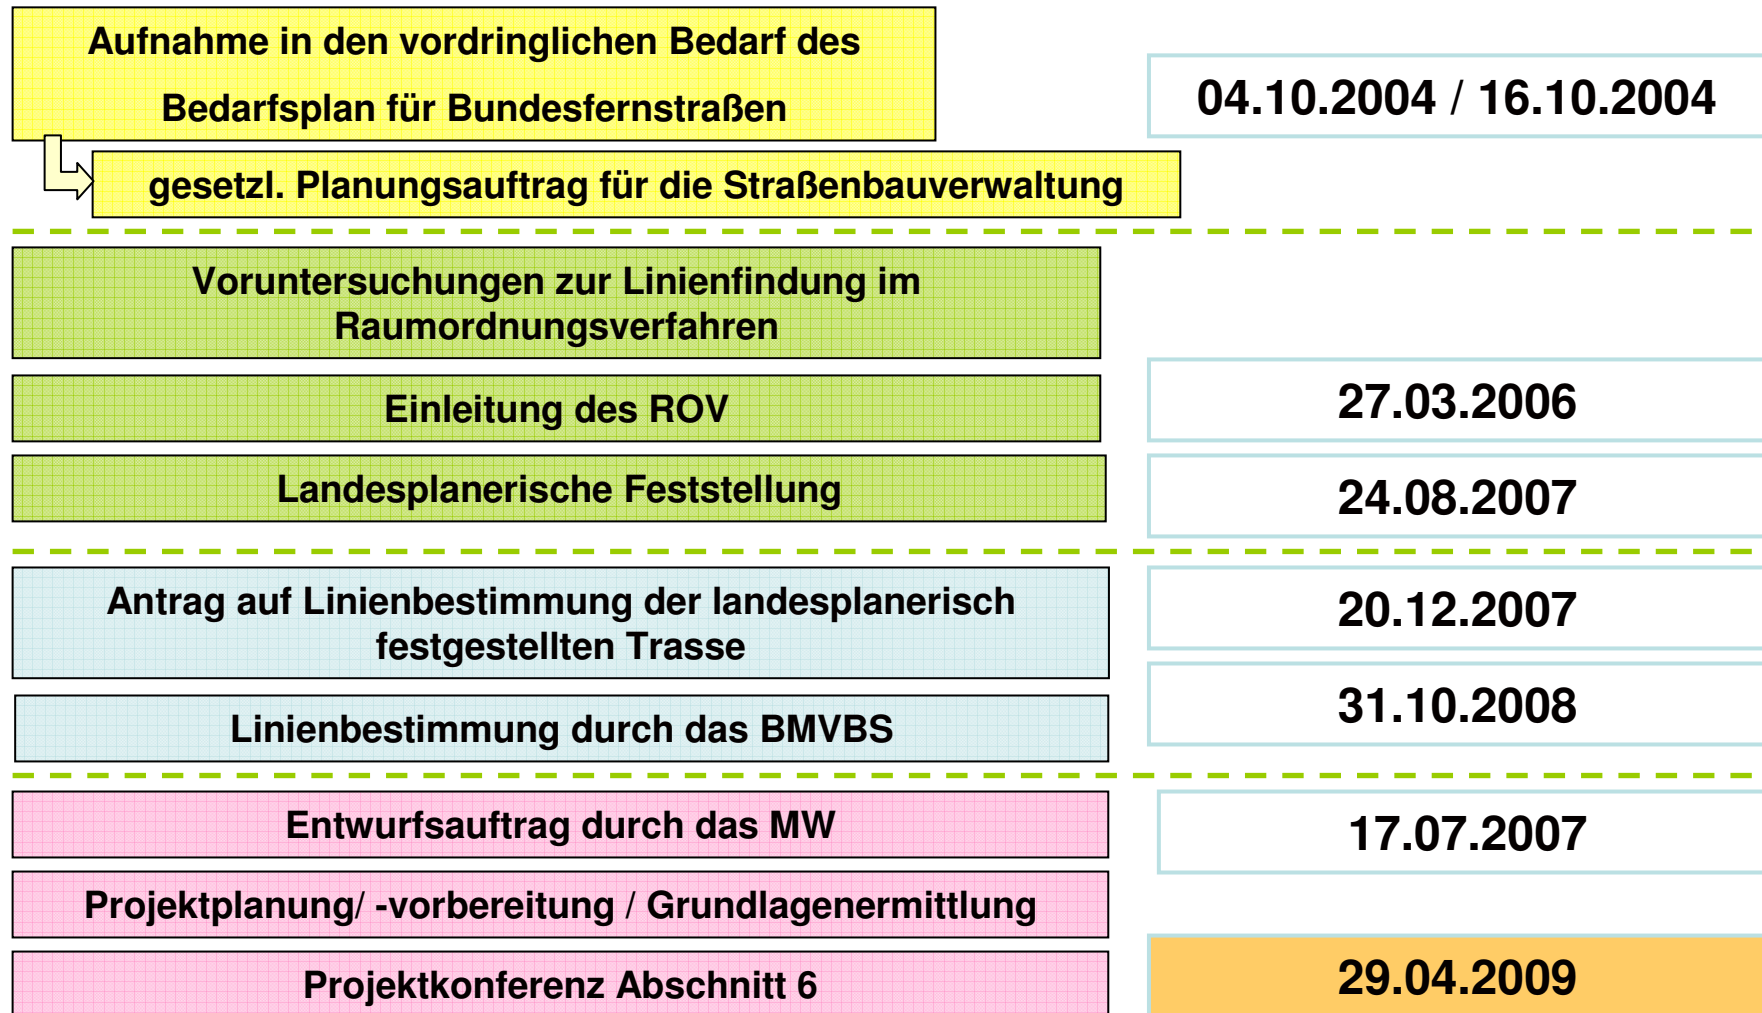 Aufnahme in den vordringlichen Bedarf des
Bedarfsplan für Bundesfernstraßen
04.10.2004 / 16.10.2004
gesetzl. Planungsauftrag für die Straßenbauverwaltung
Voruntersuchungen zur Linienfindung im
Raumordnungsverfahren
Einleitung des ROV
27.03.2006
Landesplanerische Feststellung
24.08.2007
Antrag auf Linienbestimmung der landesplanerisch
festgestellten Trasse
20.12.2007
Linienbestimmung durch das BMVBS
31.10.2008
Entwurfsauftrag durch das MW
17.07.2007
Projektplanung/ -vorbereitung / Grundlagenermittlung
Projektkonferenz Abschnitt 6
29.04.2009